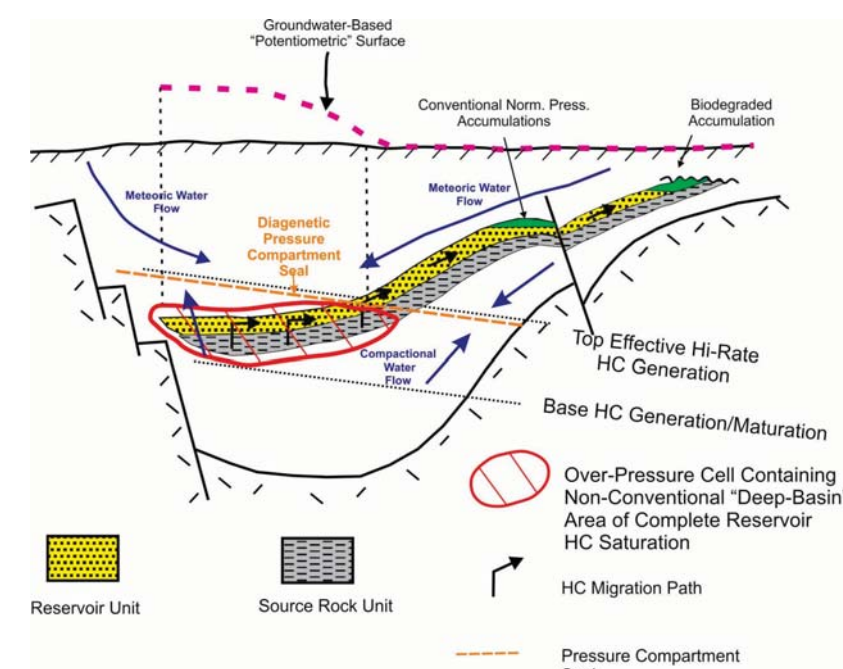 Groundwater-Based
"Potentiometric" Surface
Conventional Norm. Press.
Accumulations
Biodegraded
Accumulation
Meteoric Water
Flow
Meteoric Water
Flow
Diagenetic
Pressure
Compartment
Seal
Compactional
Water
Flow
Top Effective Hi-Rate
HC Generation
Base HC Generation/Maturation
Over-Pressure Cell Containing
Non-Conventional "Deep-Basin"
Area of Complete Reservoir
HC Saturation
HC Migration Path
Reservoir Unit
Source Rock Unit
Pressure Compartment